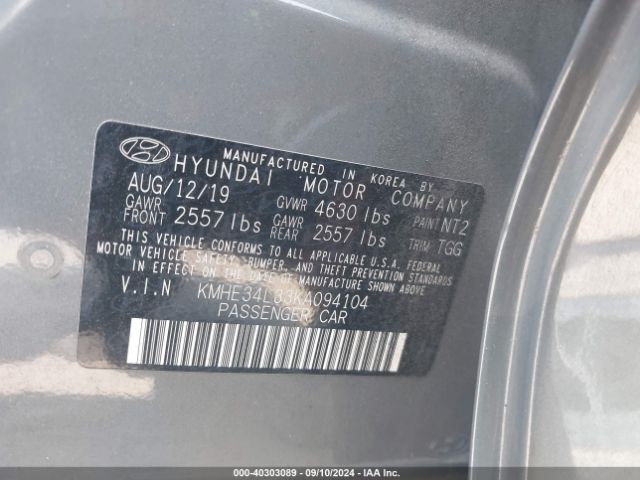 MANUFACTURED IN KOREA BY
HYUNDAI MOTOR COMPANY
AUG/12/19 GVWR 4630 lbs PAINT NT2
GAWR FRONT 2557 lbs GAWR REAR 2557 lbs TRIM TGG
THIS VEHICLE CONFORMS TO ALL APPLICABLE U.S.A. FEDERAL
MOTOR VEHICLE SAFETY, BUMPER, AND THEFT PREVENTION STANDARDS
IN EFFECT ON THE DATE OF MANUFACTURE SHOWN ABOVE.
V.I.N KMHE34L33KA094104
PASSENGER CAR
000-40303089 - 09/10/2024 - IAA Inc.